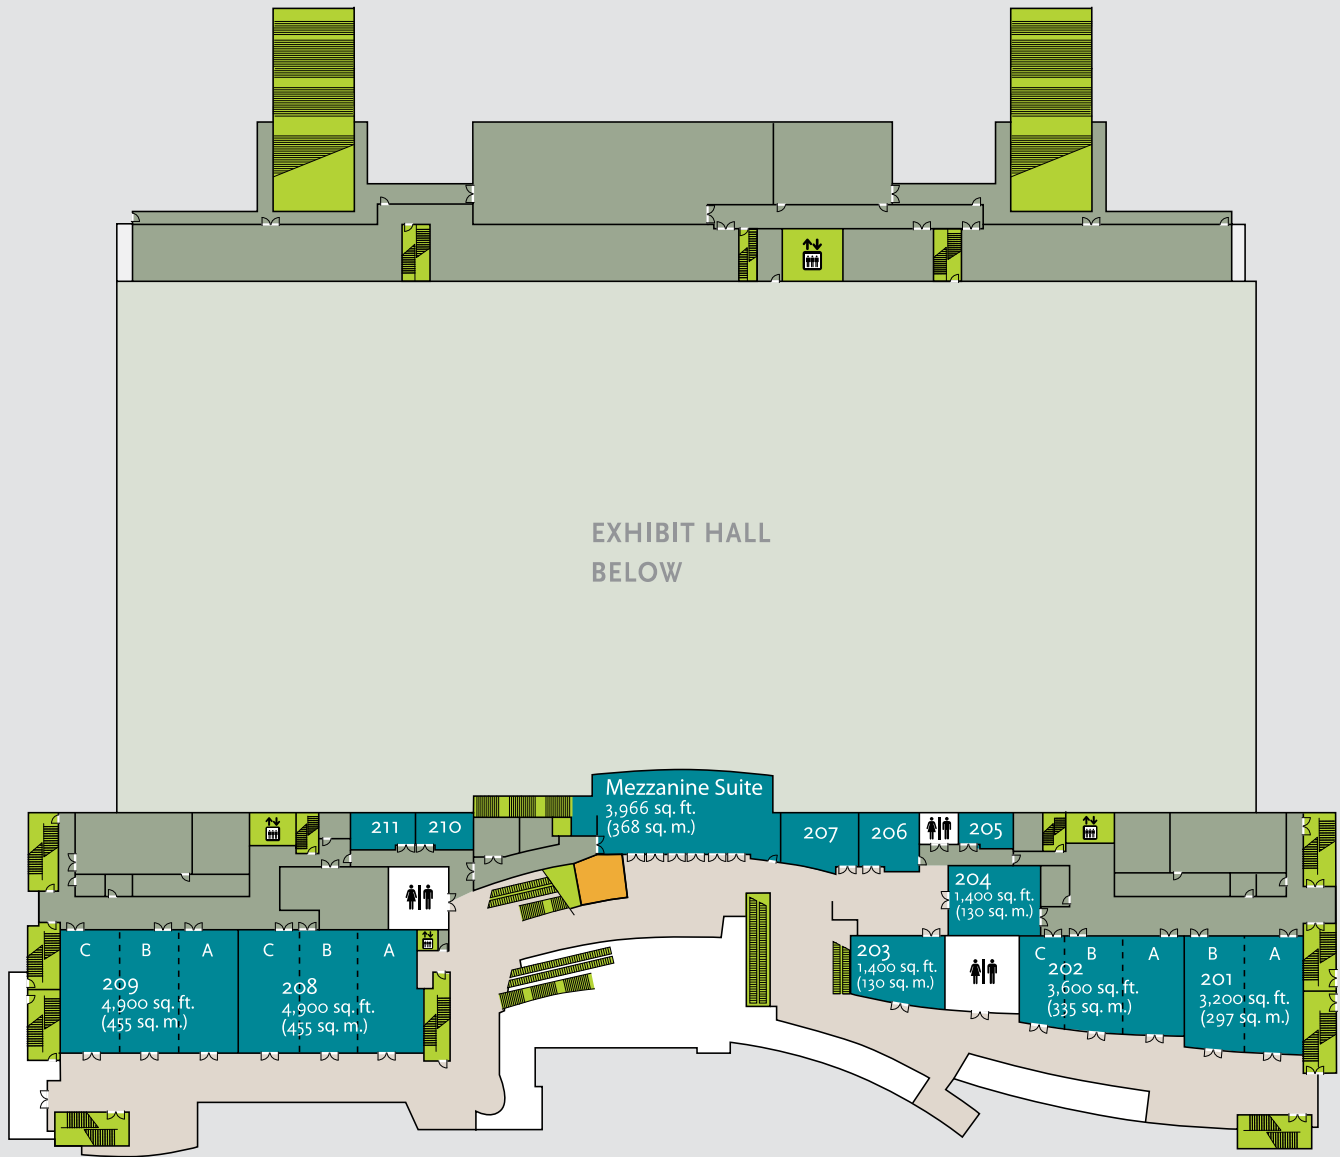 EXHIBIT HALL
BELOW
Mezzanine Suite
3,966 sq. ft.
(368 sq. m.)
211
210
207
206
205
204
1,400 sq. ft.
(130 sq. m.)
C
B
A
209
4,900 sq. ft.
(455 sq. m.)
C
B
A
208
4,900 sq. ft.
(455 sq. m.)
203
1,400 sq. ft.
(130 sq. m.)
C
B
A
202
3,600 sq. ft.
(335 sq. m.)
B
A
201
3,200 sq. ft.
(297 sq. m.)